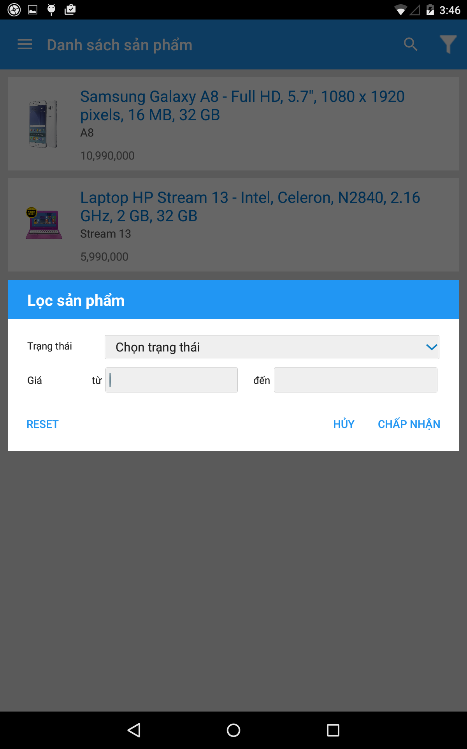 3:46
Danh sách sản phẩm
Samsung Galaxy A8 - Full HD, 5.7", 1080 x 1920
pixels, 16 MB, 32 GB
A8
10,990,000
Laptop HP Stream 13 - Intel, Celeron, N2840, 2.16
GHz, 2 GB, 32 GB
Stream 13
5,990,000
Lọc sản phẩm
Trạng thái Chọn trạng thái
Giá từ đến
RESET HỦY CHẤP NHẬN